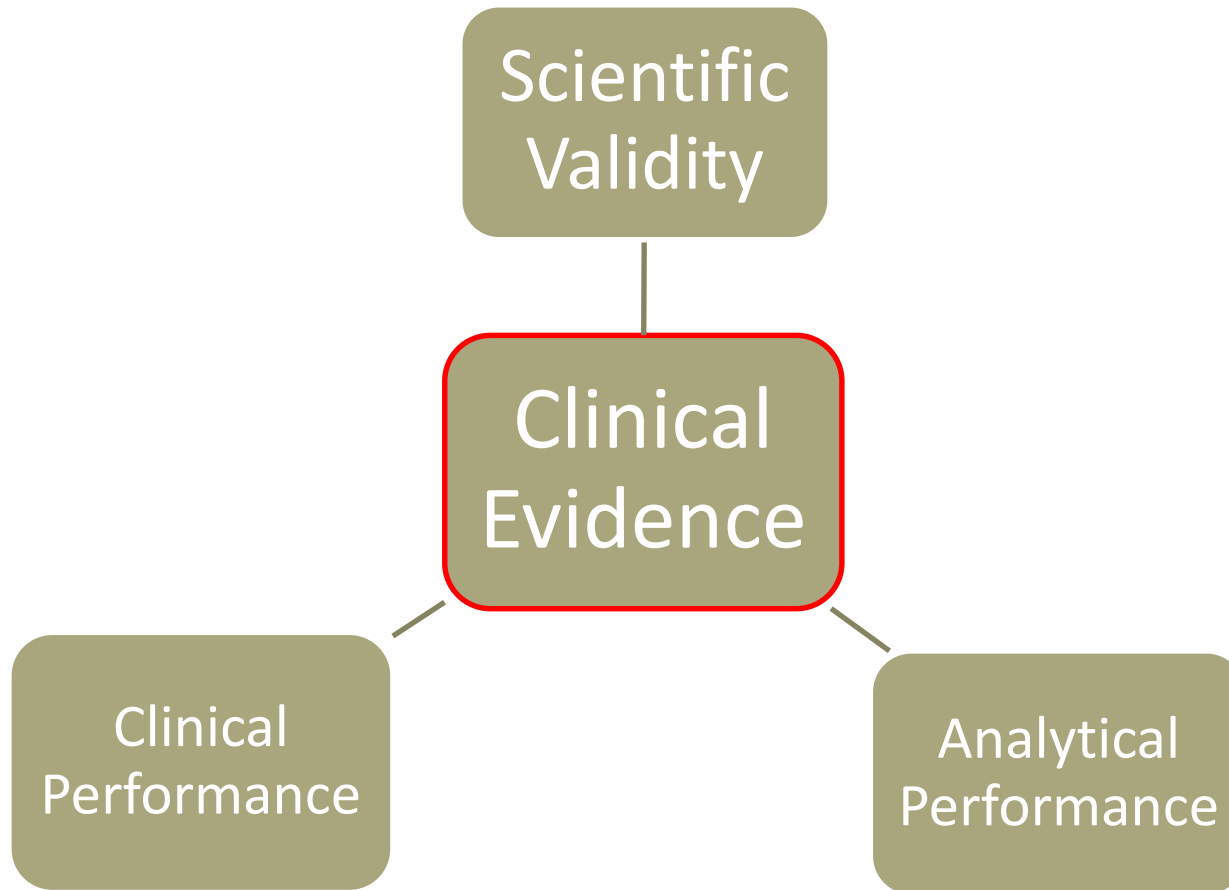 Scientific
Validity
Clinical
Evidence
Clinical
Performance
Analytical
Performance